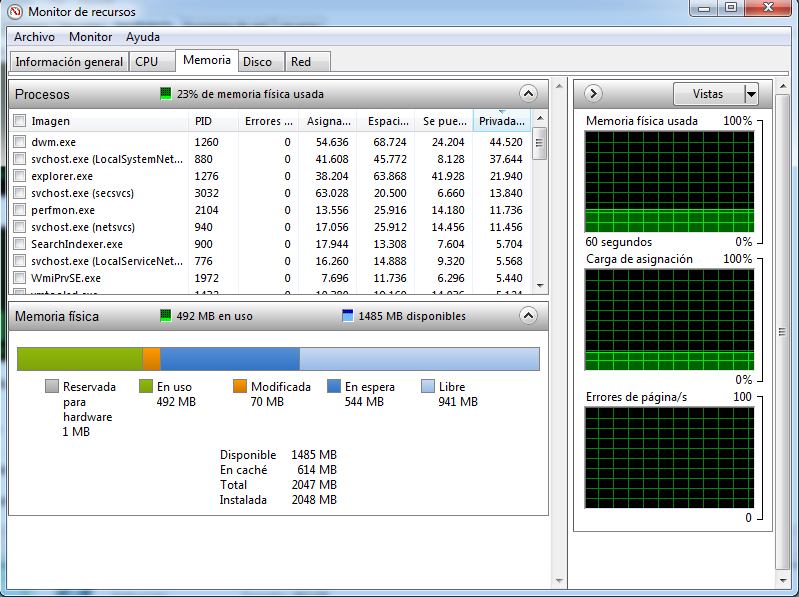 Monitor de recursos
Archivo Monitor Ayuda
Información general CPU Memoria Disco Red
Procesos 23% de memoria física usada
Imagen PID Errores ... Asigna... Espaci... Se pue... Privada...
dwm.exe 1260 0 54.636 68.724 24.204 44.520
svchost.exe (LocalSystemNet... 880 0 41.608 45.772 8.128 37.644
explorer.exe 1276 0 38.204 63.868 41.928 21.940
svchost.exe (secsvcs) 3032 0 63.028 20.500 6.660 13.840
perfmon.exe 2104 0 13.556 25.916 14.180 11.736
svchost.exe (netsvcs) 940 0 17.056 25.912 14.456 11.456
SearchIndexer.exe 900 0 17.944 13.308 7.604 5.704
svchost.exe (LocalServiceNet... 776 0 16.260 14.888 9.320 5.568
WmiPrvSE.exe 1972 0 7.696 11.736 6.296 5.440
Memoria física 492 MB en uso 1485 MB disponibles
Reservada para hardware 1 MB
En uso 492 MB
Modificada 70 MB
En espera 544 MB
Libre 941 MB
Disponible 1485 MB
En caché 614 MB
Total 2047 MB
Instalada 2048 MB
Vistas
Memoria física usada 100%
60 segundos 0%
Carga de asignación 100%
0%
Errores de página/s 100
0